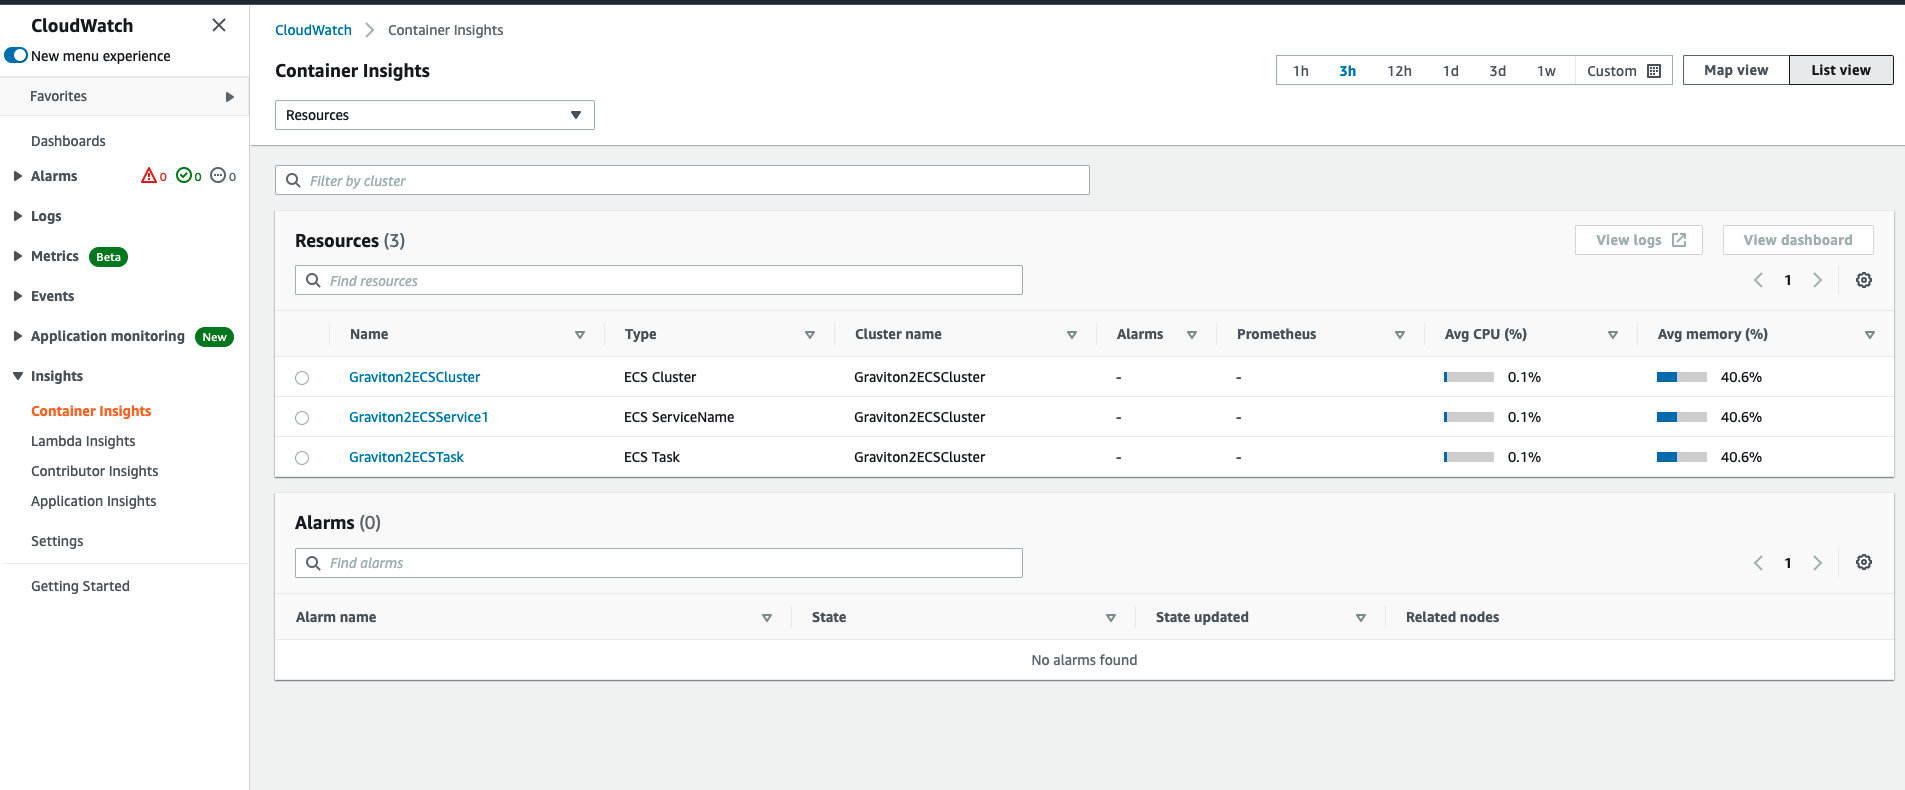 CloudWatch
New menu experience
Favorites
Dashboards
Alarms 0 0 0
Logs
Metrics Beta
Events
Application monitoring New
Insights
Container Insights
Lambda Insights
Contributor Insights
Application Insights
Settings
Getting Started
CloudWatch Container Insights
Container Insights
1h 3h 12h 1d 3d 1w Custom Map view List view
Resources
Filter by cluster
Resources (3)
View logs View dashboard
Find resources
1
Name Type Cluster name Alarms Prometheus Avg CPU (%) Avg memory (%)
Graviton2ECSCluster ECS Cluster Graviton2ECSCluster - - 0.1% 40.6%
Graviton2ECSService1 ECS ServiceName Graviton2ECSCluster - - 0.1% 40.6%
Graviton2ECSTask ECS Task Graviton2ECSCluster - - 0.1% 40.6%
Alarms (0)
Find alarms
1
Alarm name State State updated Related nodes
No alarms found